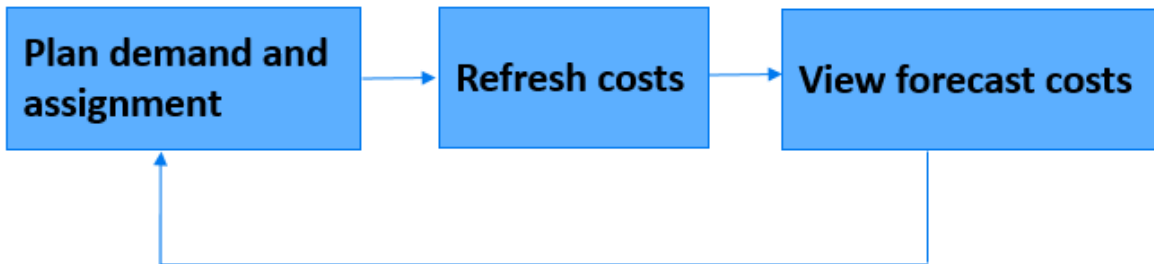 Plan demand and
assignment
Refresh costs
View forecast costs